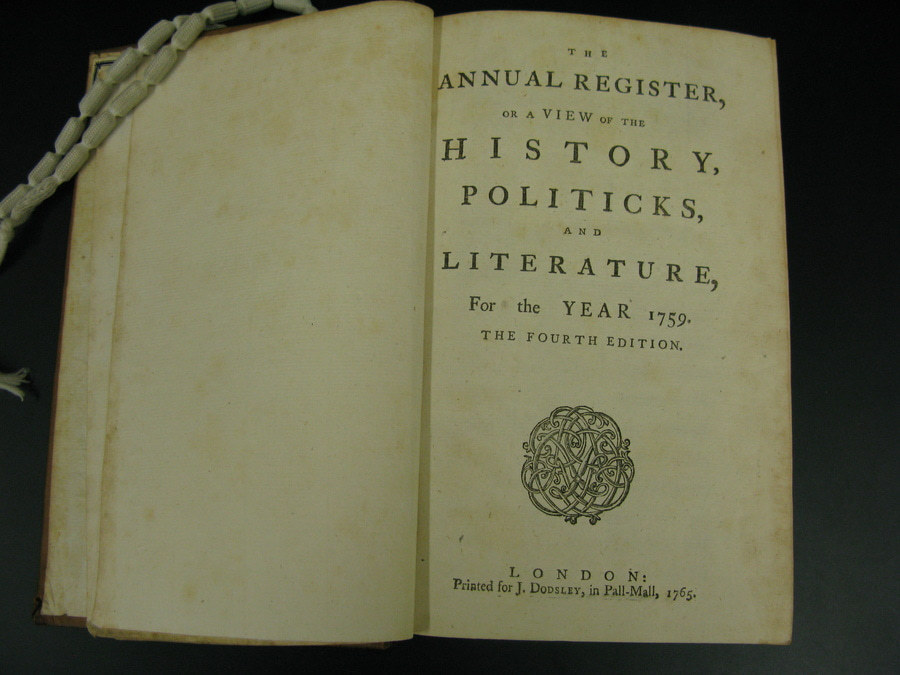 THE
ANNUAL REGISTER,
OR A VIEW OF THE
HISTORY,
POLITICKS,
AND
LITERATURE,
For the YEAR 1759.
THE FOURTH EDITION.
LONDON:
Printed for J. DODSLEY, in Pall-Mall, 1765.